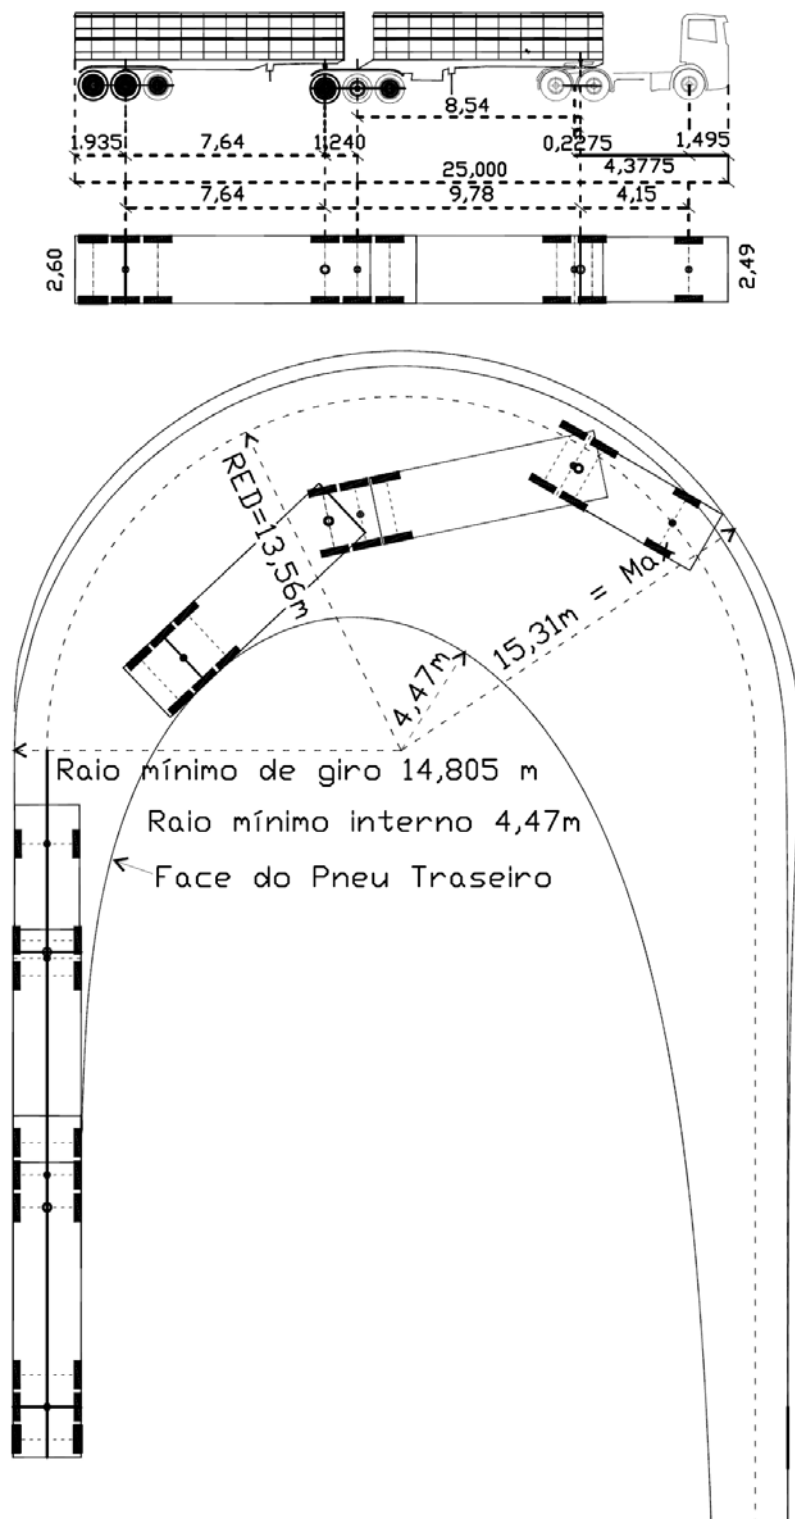 8,54
1.935 7,64 1,240 0,2275 1,495
25,000 4,3775
7,64 9,78 4,15
2,60
2,49
RED=13,56m
15,31m = Max
4,47m
Raio mínimo de giro 14,805 m
Raio mínimo interno 4,47m
Face do Pneu Traseiro